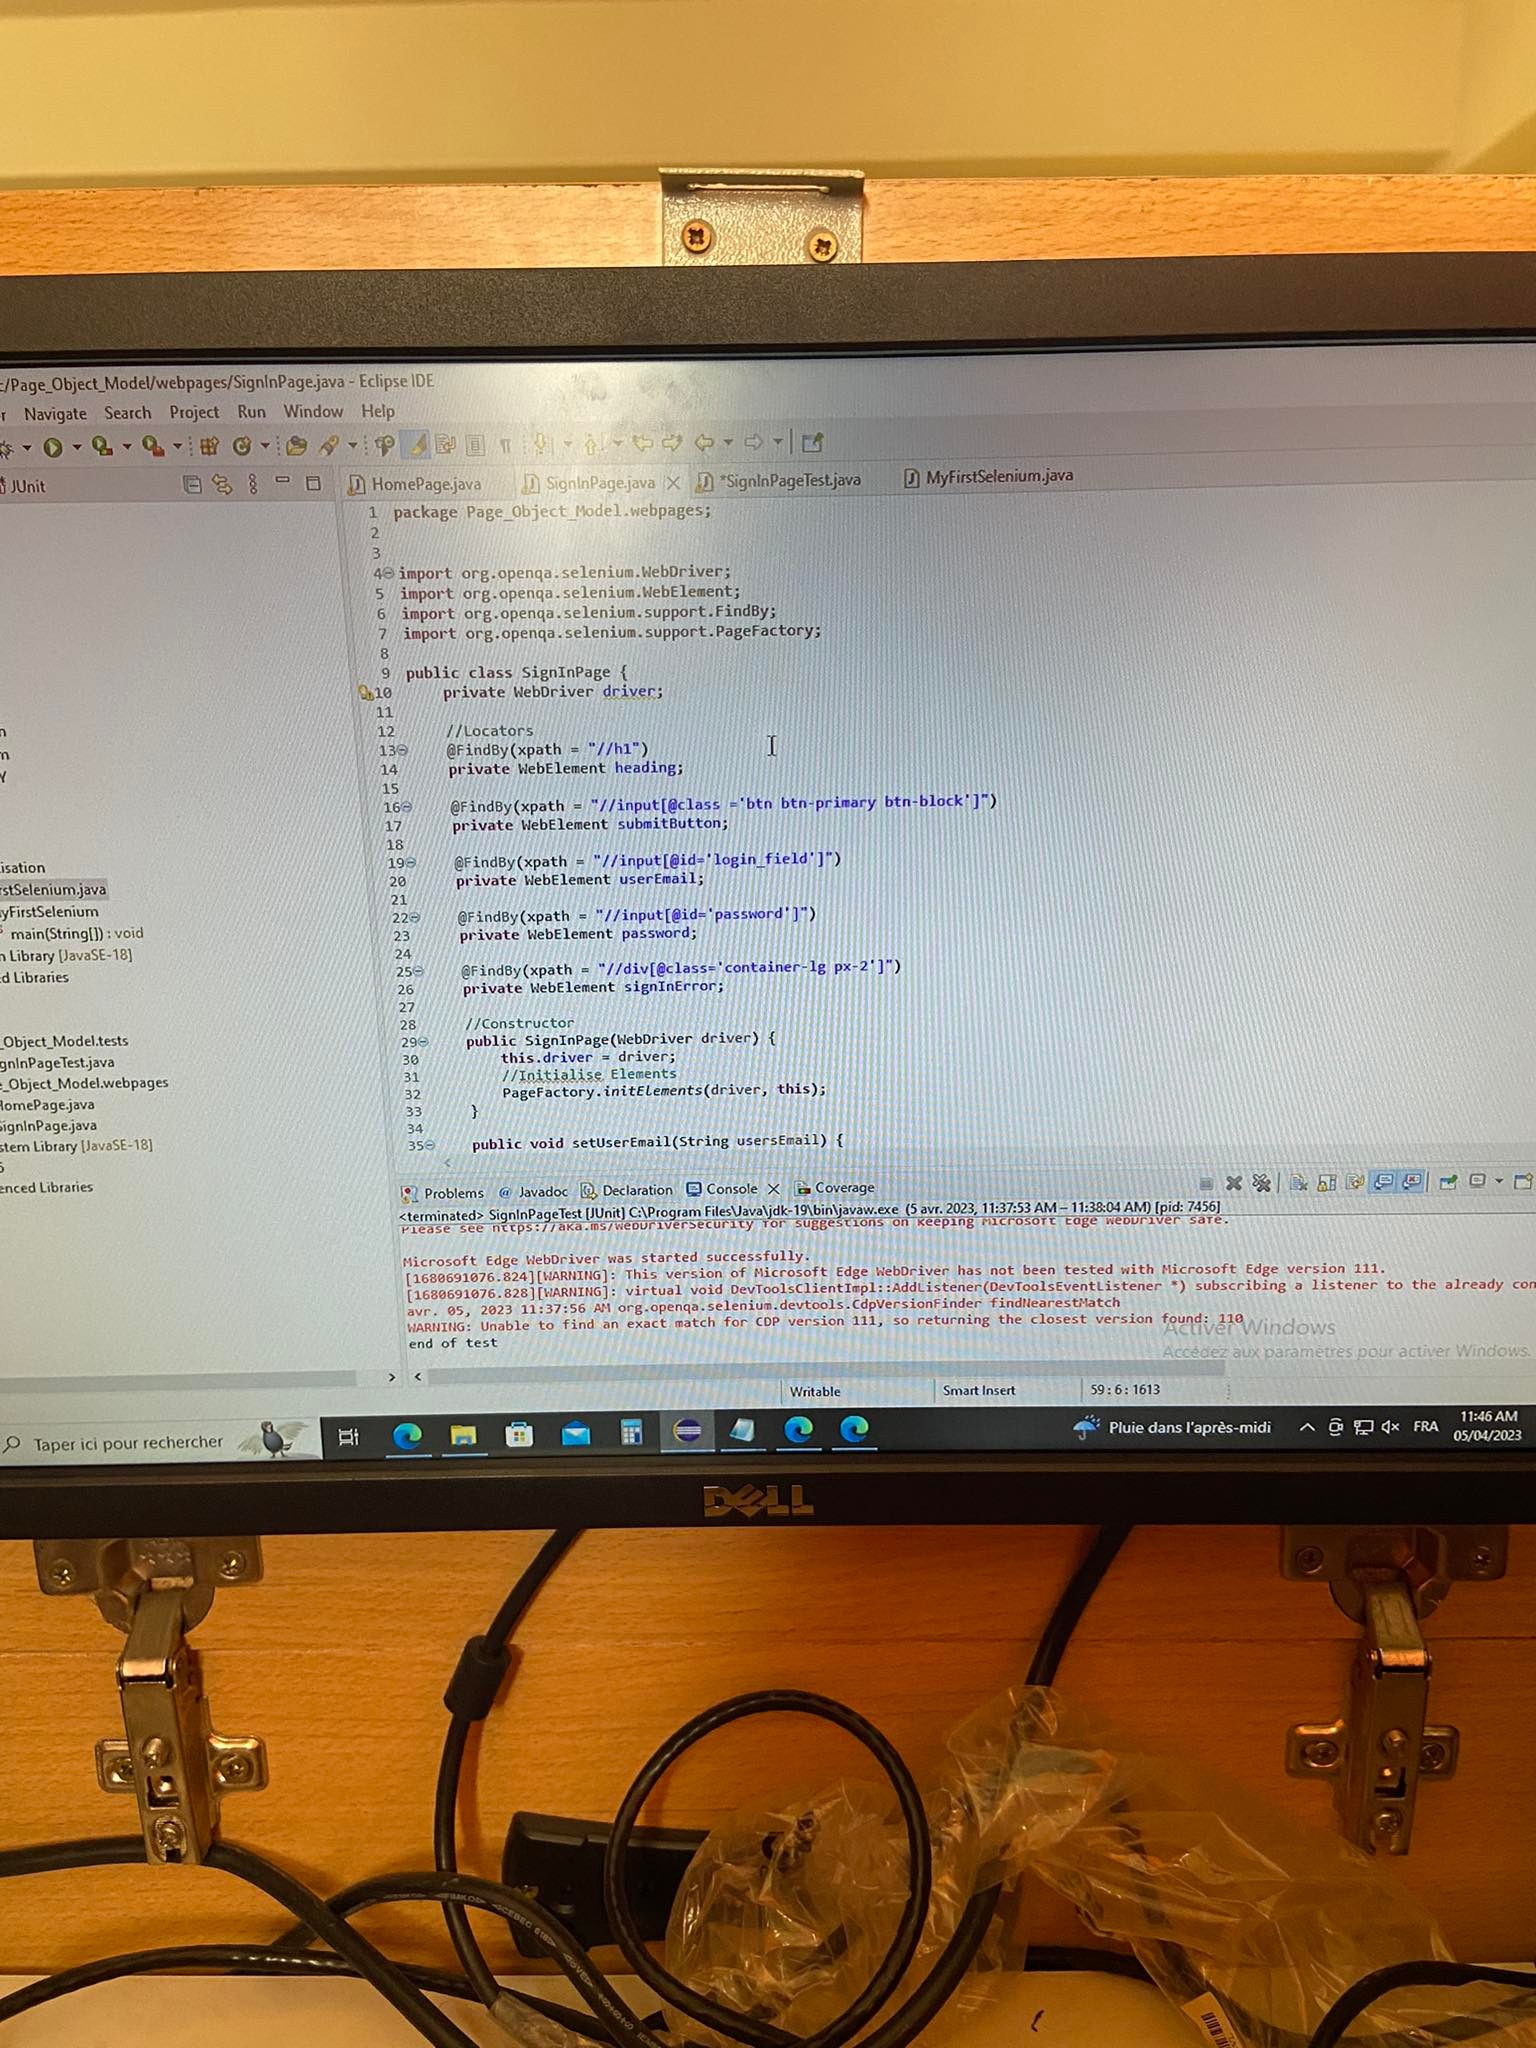 :/Page_Object_Model/webpages/SignInPage.java - Eclipse IDE
r Navigate Search Project Run Window Help
JUnit
HomePage.java
SignInPage.java
*SignInPageTest.java
MyFirstSelenium.java
1 package Page_Object_Model.webpages;
2
3
4 import org.openqa.selenium.WebDriver;
5 import org.openqa.selenium.WebElement;
6 import org.openqa.selenium.support.FindBy;
7 import org.openqa.selenium.support.PageFactory;
8
9 public class SignInPage {
10 private WebDriver driver;
11
12 //Locators
13 @FindBy(xpath = "//h1")
14 private WebElement heading;
15
16 @FindBy(xpath = "//input[@class ='btn btn-primary btn-block']")
17 private WebElement submitButton;
18
19 @FindBy(xpath = "//input[@id='login_field']")
20 private WebElement userEmail;
21
22 @FindBy(xpath = "//input[@id='password']")
23 private WebElement password;
24
25 @FindBy(xpath = "//div[@class='container-lg px-2']")
26 private WebElement signInError;
27
28 //Constructor
29 public SignInPage(WebDriver driver) {
30 this.driver = driver;
31 //Initialise Elements
32 PageFactory.initElements(driver, this);
33 }
34
35 public void setUserEmail(String usersEmail) {
n
m
Y
isation
rstSelenium.java
yFirstSelenium
main(String[]) : void
n Library [JavaSE-18]
d Libraries
_Object_Model.tests
gnInPageTest.java
e_Object_Model.webpages
HomePage.java
SignInPage.java
stem Library [JavaSE-18]
enced Libraries
Problems @ Javadoc Declaration Console Coverage
<terminated> SignInPageTest [JUnit] C:\Program Files\Java\jdk-19\bin\javaw.exe (5 avr. 2023, 11:37:53 AM – 11:38:04 AM) [pid: 7456]
Please see https://aka.ms/WebDriverSecurity for suggestions on keeping Microsoft Edge WebDriver safe.
Microsoft Edge WebDriver was started successfully.
[1680691076.824][WARNING]: This version of Microsoft Edge WebDriver has not been tested with Microsoft Edge version 111.
[1680691076.828][WARNING]: virtual void DevToolsClientImpl::AddListener(DevToolsEventListener *) subscribing a listener to the already con
avr. 05, 2023 11:37:56 AM org.openqa.selenium.devtools.CdpVersionFinder findNearestMatch
WARNING: Unable to find an exact match for CDP version 111, so returning the closest version found: 110
end of test
Activer Windows
Accédez aux paramètres pour activer Windows.
Writable
Smart Insert
59 : 6 : 1613
Taper ici pour rechercher
Pluie dans l'après-midi
FRA
11:46 AM
05/04/2023
DELL